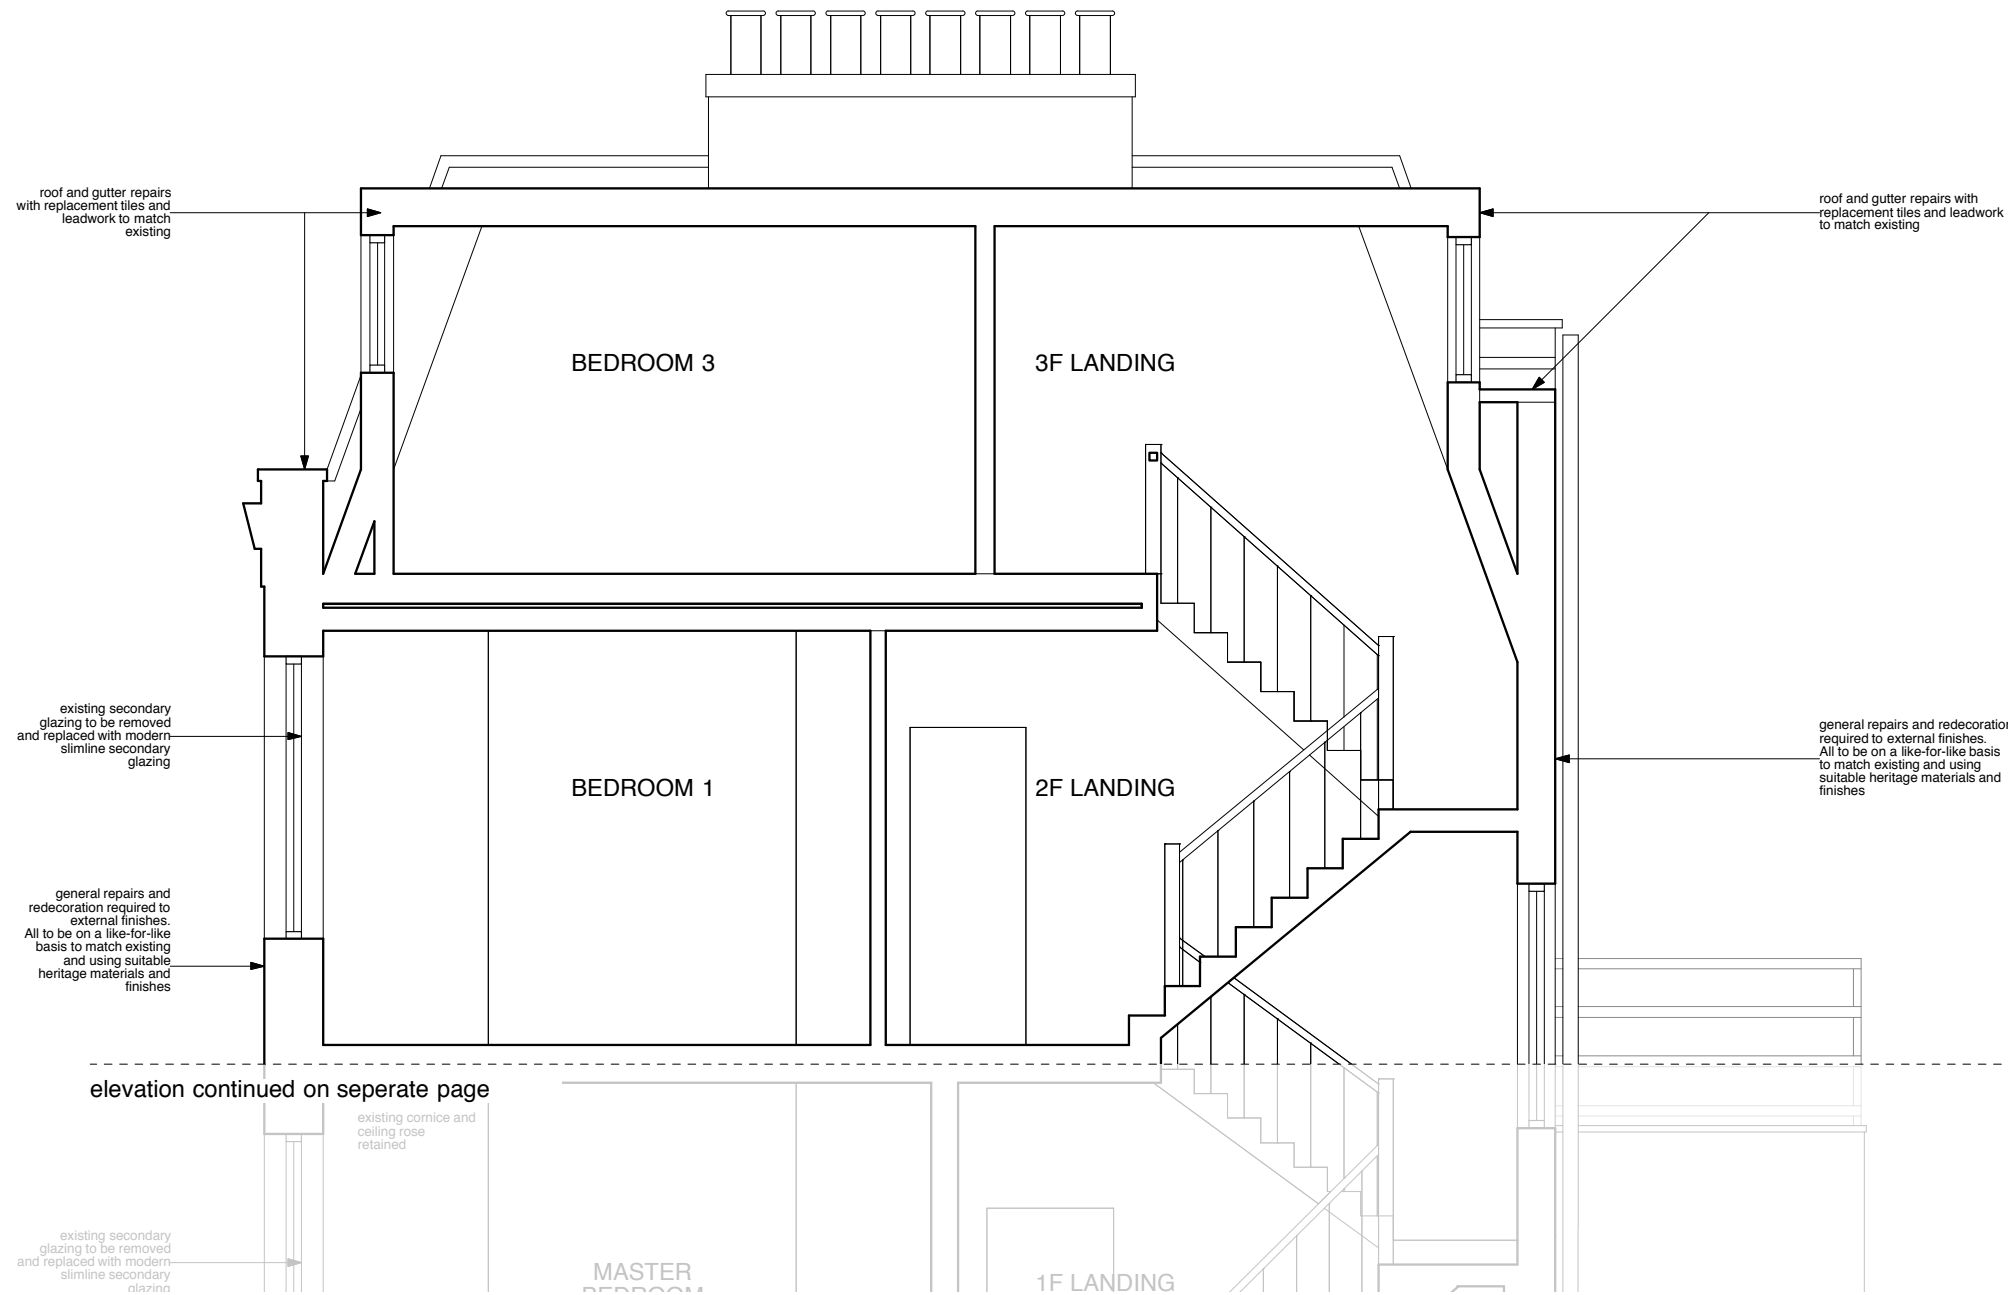 roof and gutter repairs
with replacement tiles and
leadwork to match
existing
roof and gutter repairs with
replacement tiles and leadwork
to match existing
BEDROOM 3
3F LANDING
existing secondary
glazing to be removed
and replaced with modern
slimline secondary
glazing
BEDROOM 1
2F LANDING
general repairs and redecoration
required to external finishes.
All to be on a like-for-like basis
to match existing and using
suitable heritage materials and
finishes
general repairs and
redecoration required to
external finishes.
All to be on a like-for-like
basis to match existing
and using suitable
heritage materials and
finishes
elevation continued on seperate page
existing cornice and
ceiling rose
retained
existing secondary
glazing to be removed
and replaced with modern
slimline secondary
glazing
MASTER
BEDROOM
1F LANDING